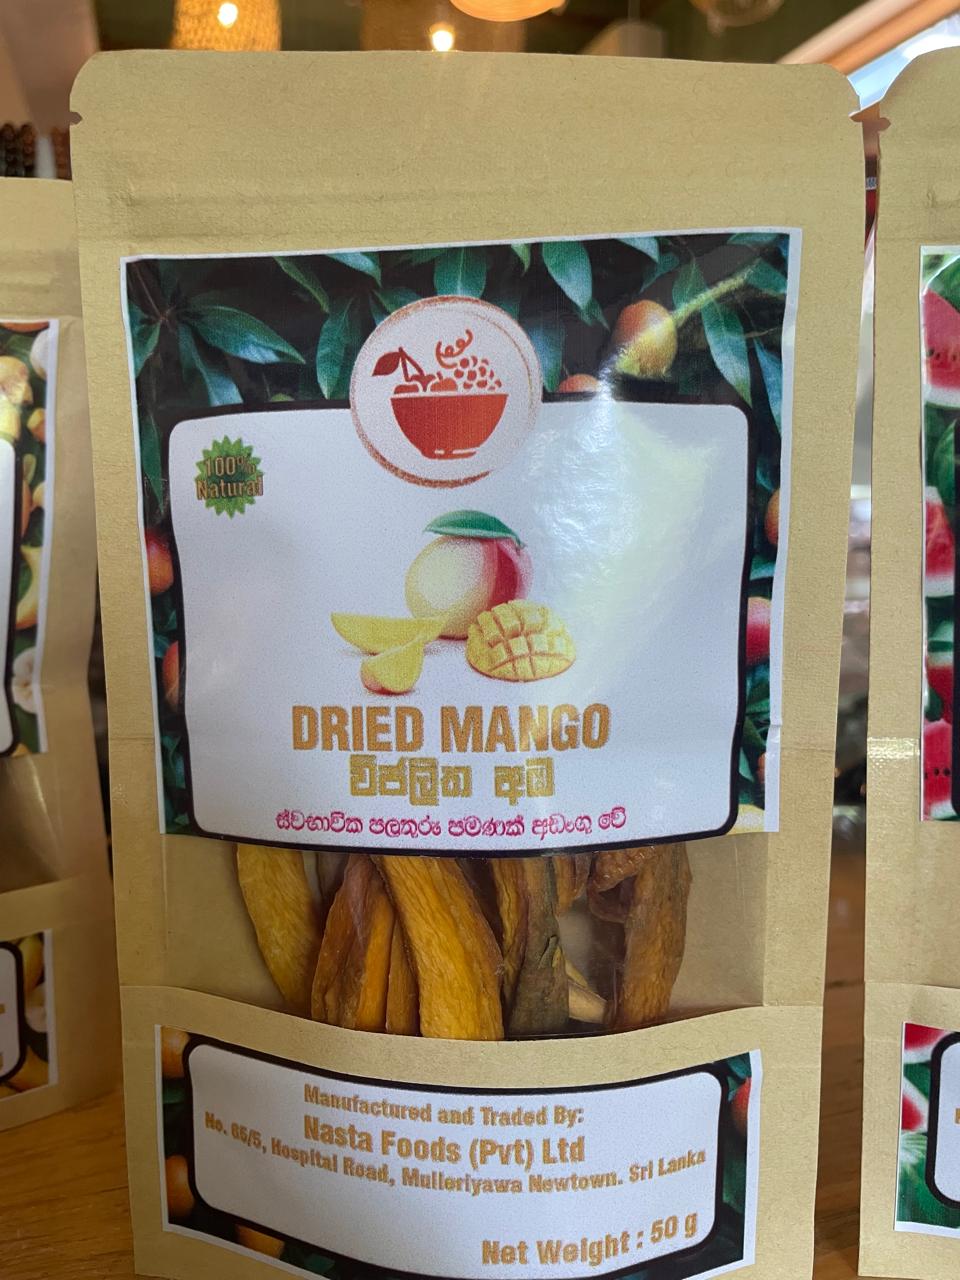 100%
Natural
DRIED MANGO
විජලිත අඹ
ස්වභාවික පලතුරු පමණක් අඩංගු වේ
Manufactured and Traded By:
Nasta Foods (Pvt) Ltd
No. 65/5, Hospital Road, Mulleriyawa Newtown. Sri Lanka
Net Weight : 50 g